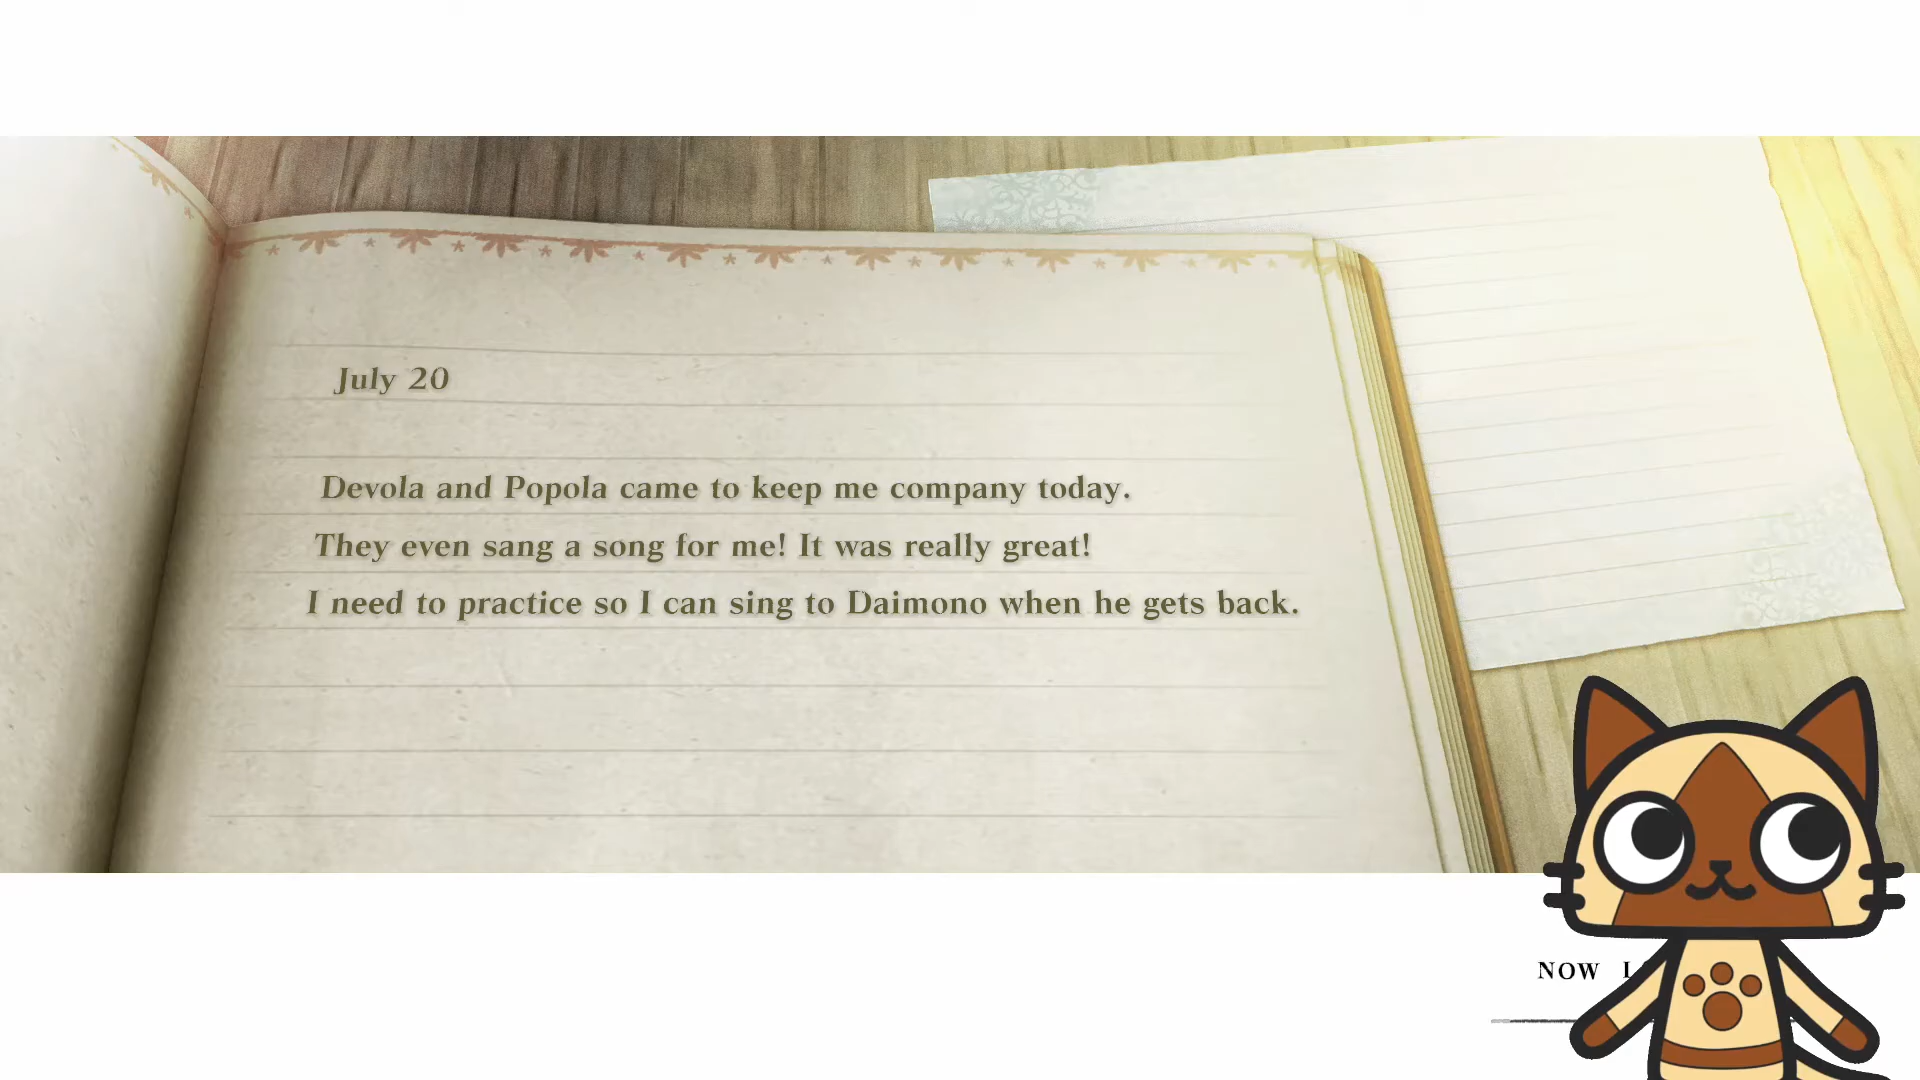 July 20
Devola and Popola came to keep me company today.
They even sang a song for me! It was really great!
I need to practice so I can sing to Daimono when he gets back.
NOW